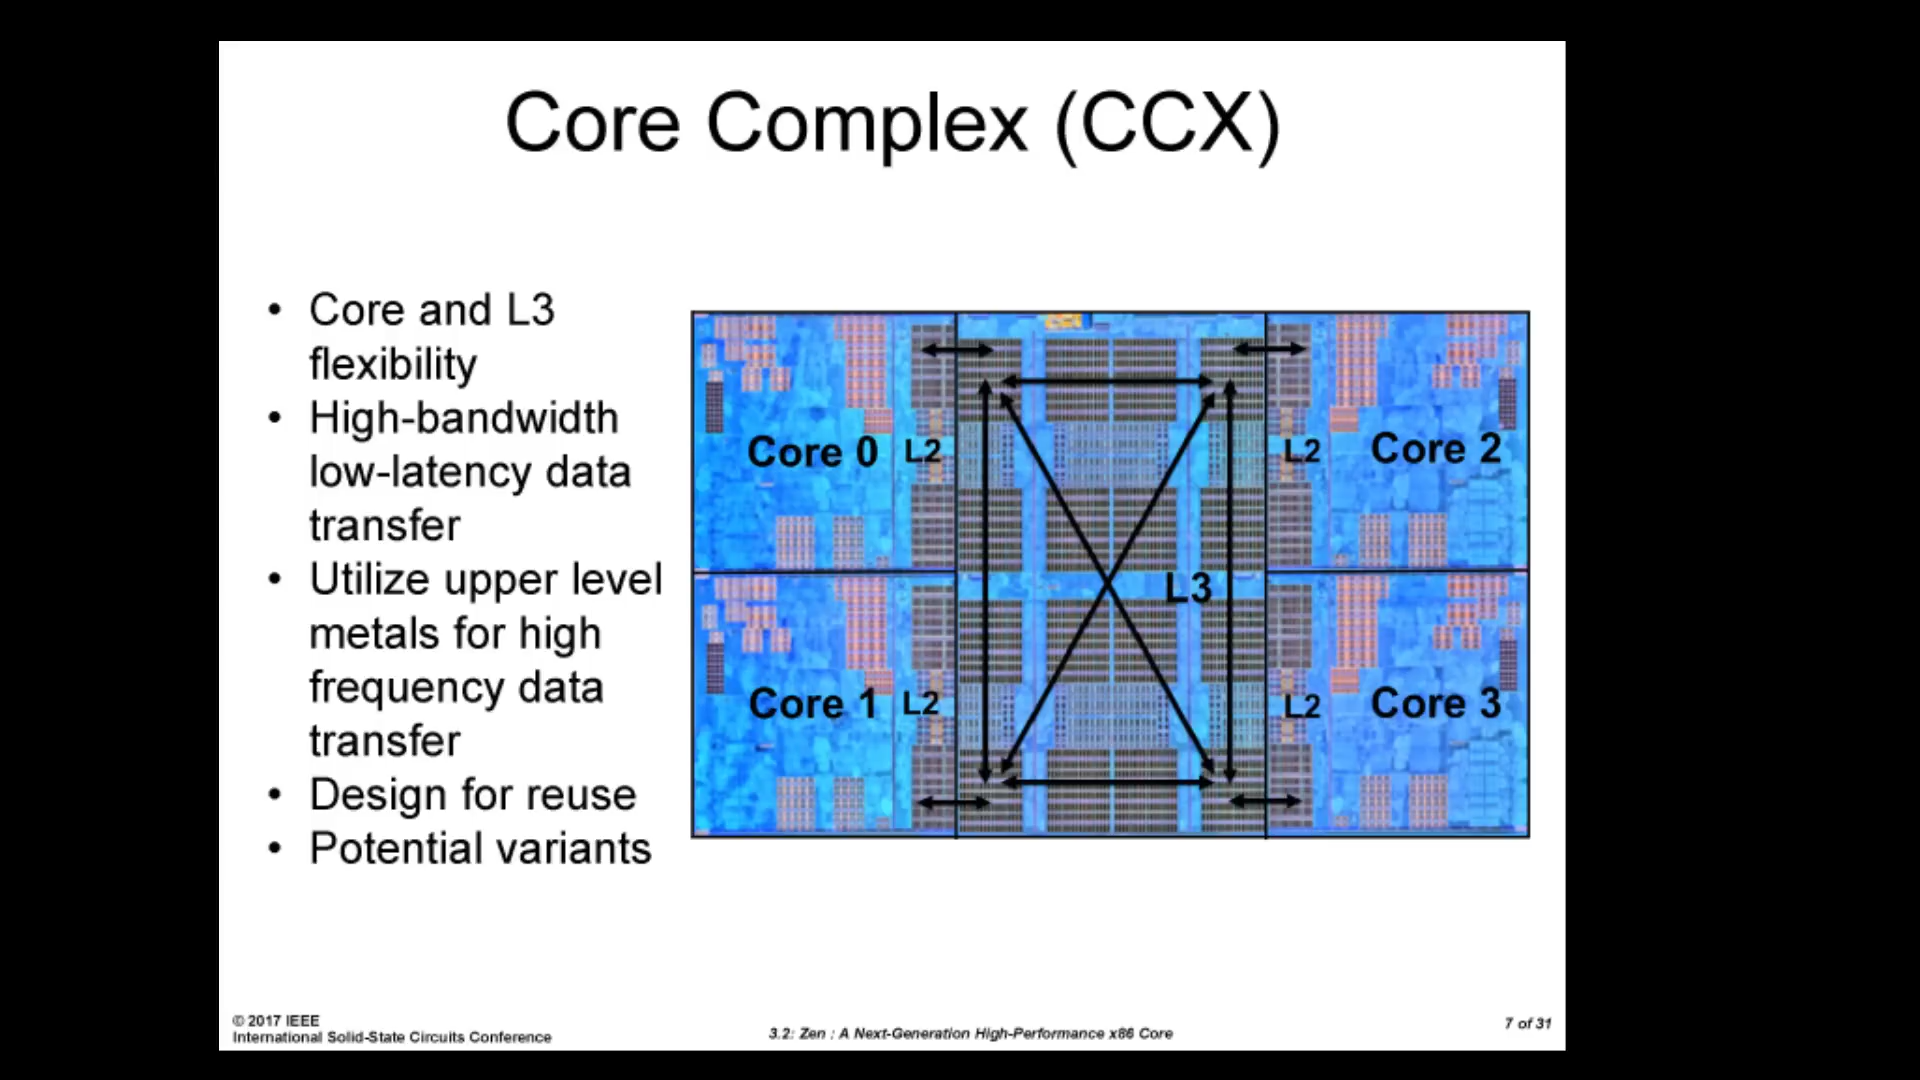 Core Complex (CCX)
• Core and L3
flexibility
• High-bandwidth
low-latency data
transfer
• Utilize upper level
metals for high
frequency data
transfer
• Design for reuse
• Potential variants
Core 0 L2
L2 Core 2
L3
Core 1 L2
L2 Core 3
© 2017 IEEE
International Solid-State Circuits Conference
3.2: Zen : A Next-Generation High-Performance x86 Core
7 of 31